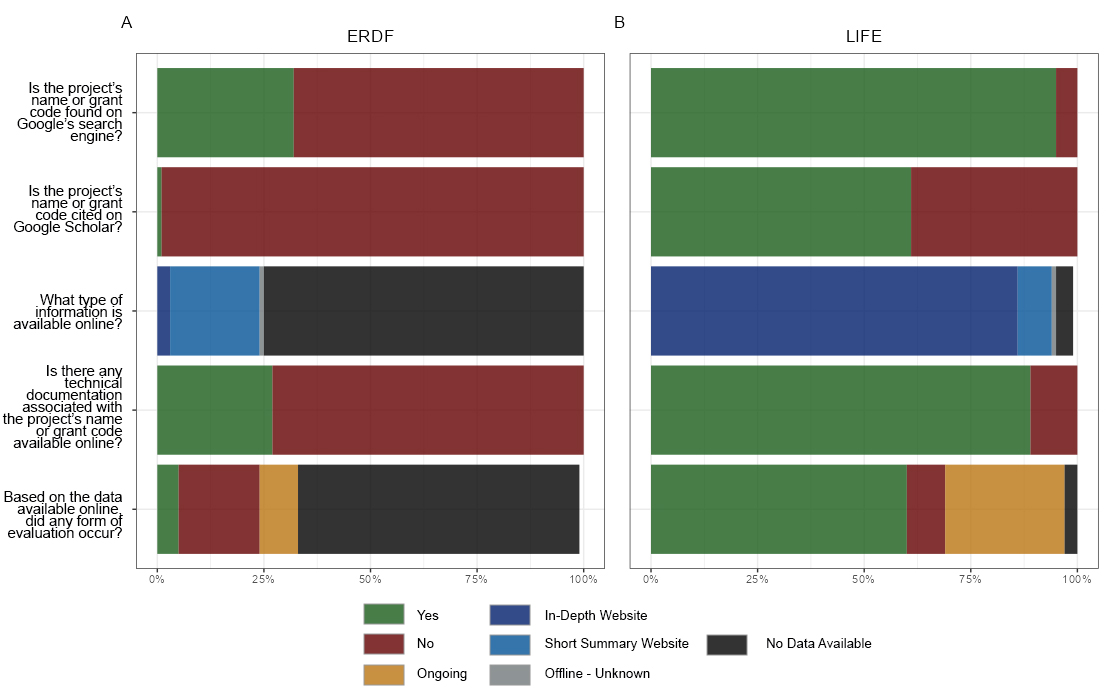 A
B
ERDF
LIFE
Is the project's
name or grant
code found on
Google's search
engine?
Is the project's
name or grant
code cited on
Google Scholar?
What type of
information is
available online?
Is there any
technical
documentation
associated with
the project's name
or grant code
available online?
Based on the data
available online,
did any form of
evaluation occur?
0%
25%
50%
75%
100%
0%
25%
50%
75%
100%
Yes
In-Depth Website
No
Short Summary Website
No Data Available
Ongoing
Offline - Unknown